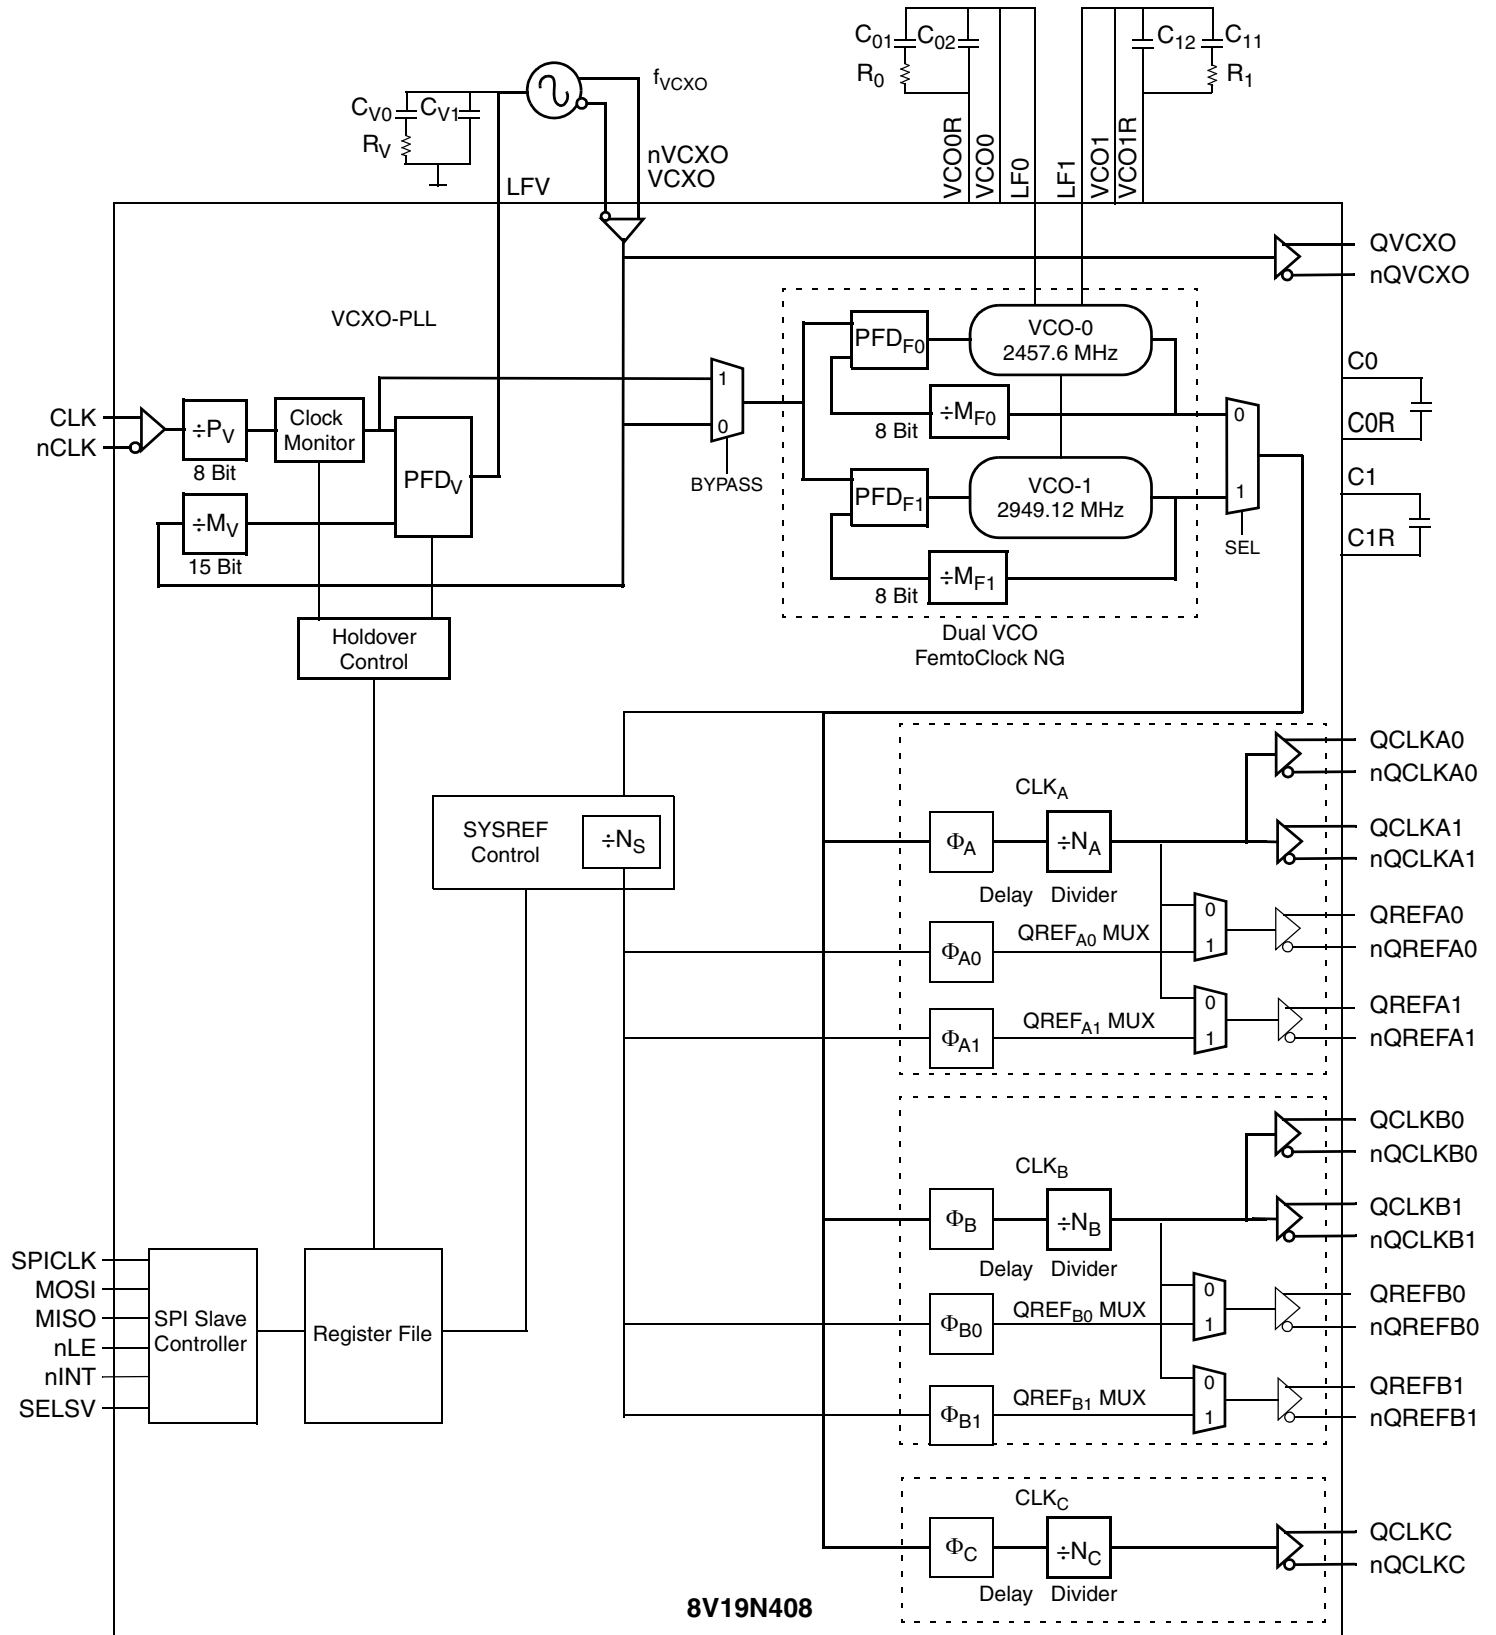 C01 C02 C12 C11
R0 R1
fVCXO
CV0 CV1
RV
nVCXO
VCXO
LFV
VCO0R
VCO0
LF0
LF1
VCO1
VCO1R
QVCXO
nQVCXO
VCXO-PLL
PFDF0
VCO-0
2457.6 MHz
÷MF0
8 Bit
1
0
BYPASS
0
1
SEL
C0
C0R
C1
C1R
CLK
nCLK
÷PV
8 Bit
Clock
Monitor
PFDV
÷MV
15 Bit
PFDF1
VCO-1
2949.12 MHz
÷MF1
8 Bit
Dual VCO
FemtoClock NG
Holdover
Control
SYSREF
Control
÷NS
CLKA
ΦA
÷NA
Delay Divider
QCLKA0
nQCLKA0
QCLKA1
nQCLKA1
ΦA0
QREFA0 MUX
0
1
QREFA0
nQREFA0
ΦA1
QREFA1 MUX
0
1
QREFA1
nQREFA1
CLKB
ΦB
÷NB
Delay Divider
QCLKB0
nQCLKB0
QCLKB1
nQCLKB1
ΦB0
QREFB0 MUX
0
1
QREFB0
nQREFB0
ΦB1
QREFB1 MUX
0
1
QREFB1
nQREFB1
SPICLK
MOSI
MISO
nLE
nINT
SELSV
SPI Slave
Controller
Register File
CLKC
ΦC
÷NC
Delay Divider
QCLKC
nQCLKC
8V19N408